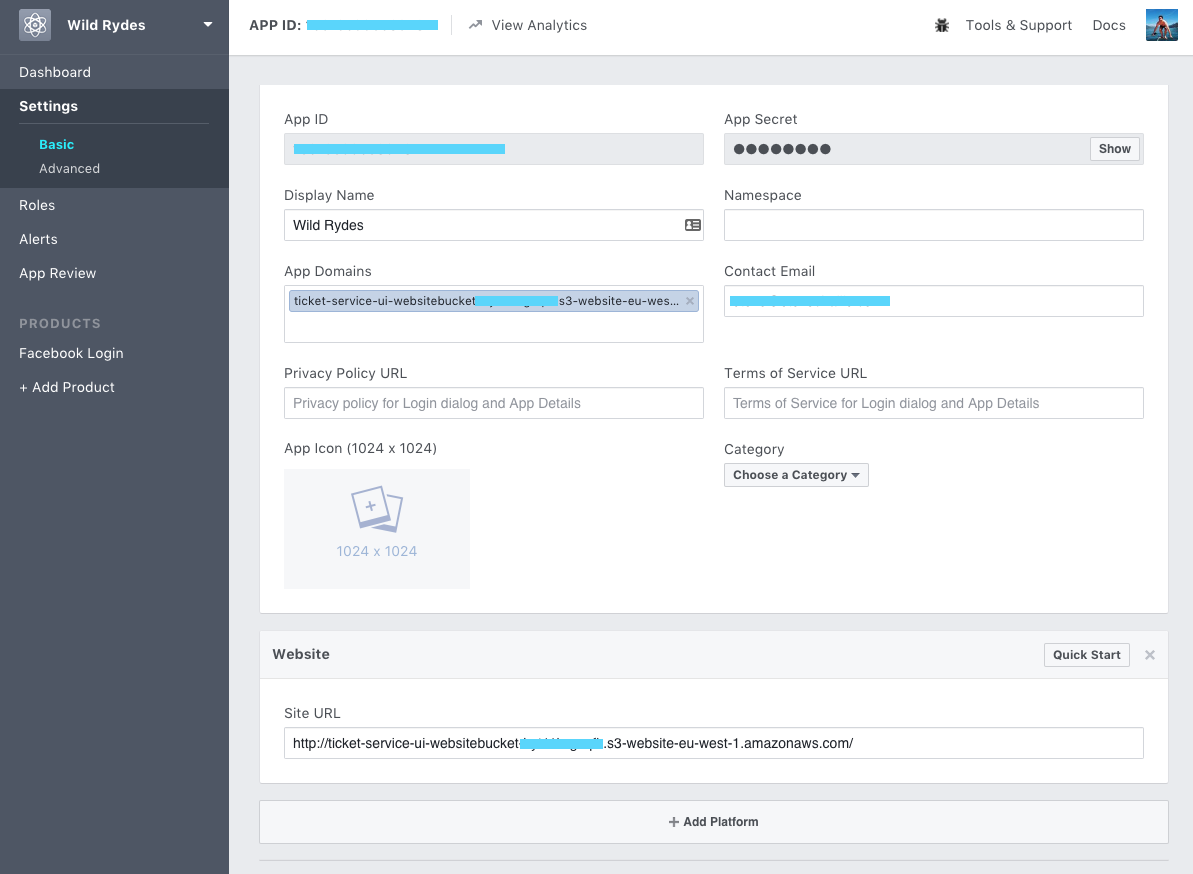 Wild Rydes
APP ID:
View Analytics
Tools & Support
Docs
Dashboard
Settings
Basic
Advanced
Roles
Alerts
App Review
PRODUCTS
Facebook Login
+ Add Product
App ID
App Secret
●●●●●●●●
Show
Display Name
Wild Rydes
Namespace
App Domains
ticket-service-ui-websitebucket s3-website-eu-wes... ×
Contact Email
Privacy Policy URL
Privacy policy for Login dialog and App Details
Terms of Service URL
Terms of Service for Login dialog and App Details
App Icon (1024 x 1024)
1024 x 1024
Category
Choose a Category
Website
Quick Start
×
Site URL
http://ticket-service-ui-websitebucket .s3-website-eu-west-1.amazonaws.com/
+ Add Platform